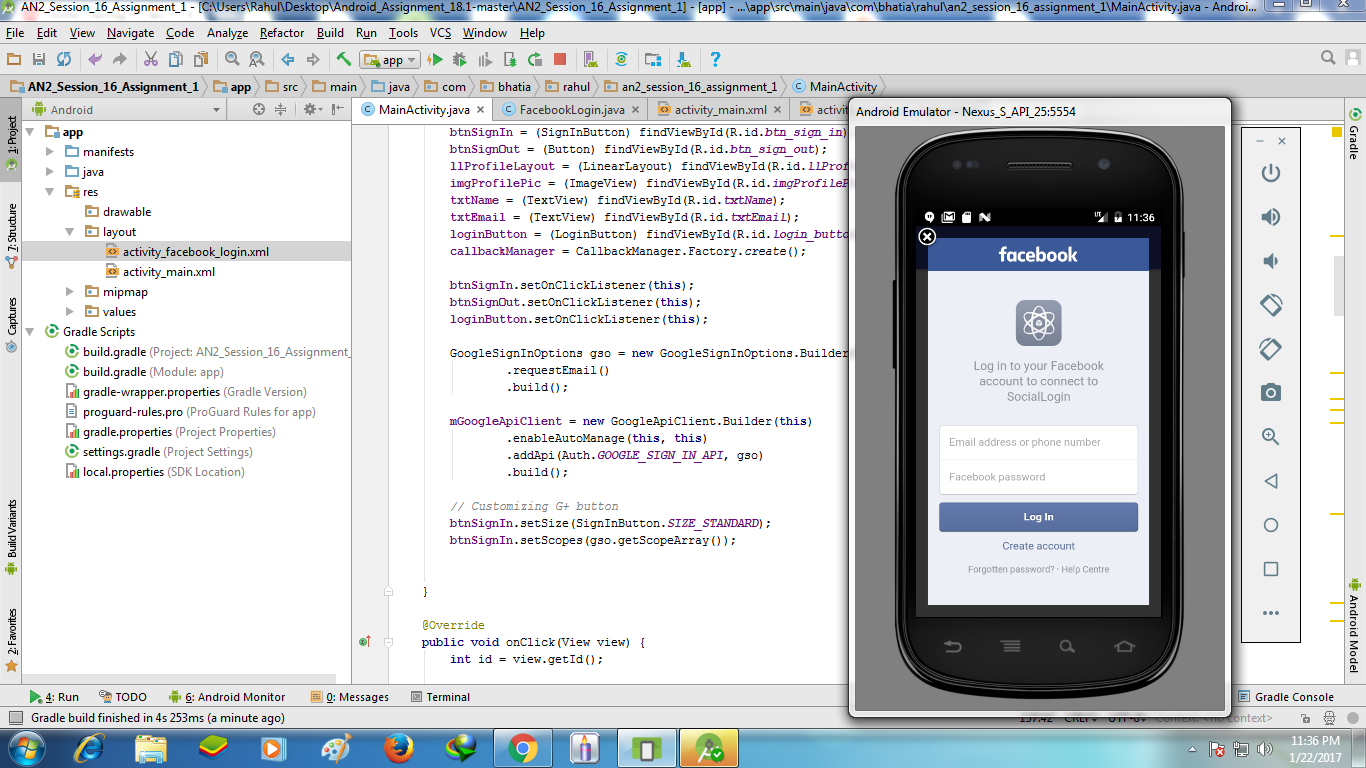 AN2_Session_16_Assignment_1 - [C:\Users\Rahul\Desktop\Android_Assignment_18.1-master\AN2_Session_16_Assignment_1] - [app] - ...\app\src\main\java\com\bhatia\rahul\an2_session_16_assignment_1\MainActivity.java - Androi...
File Edit View Navigate Code Analyze Refactor Build Run Tools VCS Window Help
app
AN2_Session_16_Assignment_1 app src main java com bhatia rahul an2_session_16_assignment_1 MainActivity
Android
MainActivity.java FacebookLogin.java activity_main.xml activit
1: Project
7: Structure
Captures
Build Variants
2: Favorites
app
manifests
java
res
drawable
layout
activity_facebook_login.xml
activity_main.xml
mipmap
values
Gradle Scripts
build.gradle (Project: AN2_Session_16_Assignment_
build.gradle (Module: app)
gradle-wrapper.properties (Gradle Version)
proguard-rules.pro (ProGuard Rules for app)
gradle.properties (Project Properties)
settings.gradle (Project Settings)
local.properties (SDK Location)
btnSignIn = (SignInButton) findViewById(R.id.btn_sign_in)
btnSignOut = (Button) findViewById(R.id.btn_sign_out);
llProfileLayout = (LinearLayout) findViewById(R.id.llProf
imgProfilePic = (ImageView) findViewById(R.id.imgProfileP
txtName = (TextView) findViewById(R.id.txtName);
txtEmail = (TextView) findViewById(R.id.txtEmail);
loginButton = (LoginButton) findViewById(R.id.login_butto
callbackManager = CallbackManager.Factory.create();
btnSignIn.setOnClickListener(this);
btnSignOut.setOnClickListener(this);
loginButton.setOnClickListener(this);
GoogleSignInOptions gso = new GoogleSignInOptions.Builder
.requestEmail()
.build();
mGoogleApiClient = new GoogleApiClient.Builder(this)
.enableAutoManage(this, this)
.addApi(Auth.GOOGLE_SIGN_IN_API, gso)
.build();
// Customizing G+ button
btnSignIn.setSize(SignInButton.SIZE_STANDARD);
btnSignIn.setScopes(gso.getScopeArray());
}
@Override
public void onClick(View view) {
int id = view.getId();
Android Emulator - Nexus_S_API_25:5554
11:36
facebook
Log in to your Facebook
account to connect to
SocialLogin
Email address or phone number
Facebook password
Log In
Create account
Forgotten password? · Help Centre
Gradle
Android Model
4: Run TODO 6: Android Monitor 0: Messages Terminal Gradle Console
Gradle build finished in 4s 253ms (a minute ago)
Context: <no context>
11:36 PM
1/22/2017